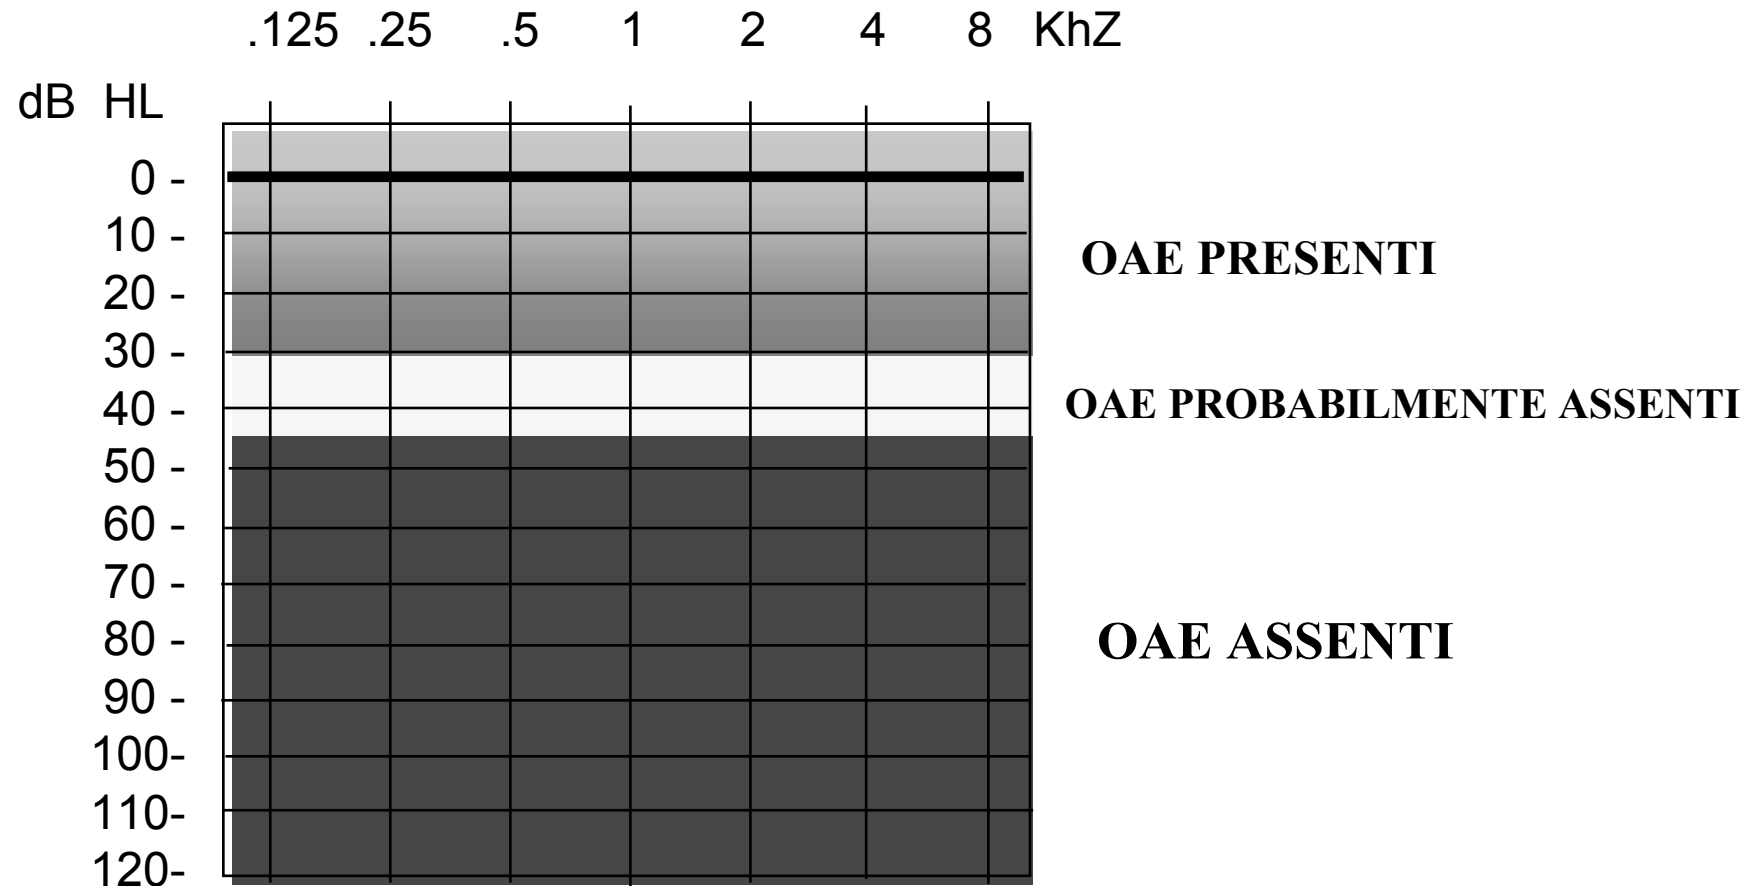 .125 .25 .5 1 2 4 8 KhZ
dB HL
0 -
10 -
OAE PRESENTI
20 -
30 -
40 -
OAE PROBABILMENTE ASSENTI
50 -
60 -
70 -
80 -
OAE ASSENTI
90 -
100-
110-
120-